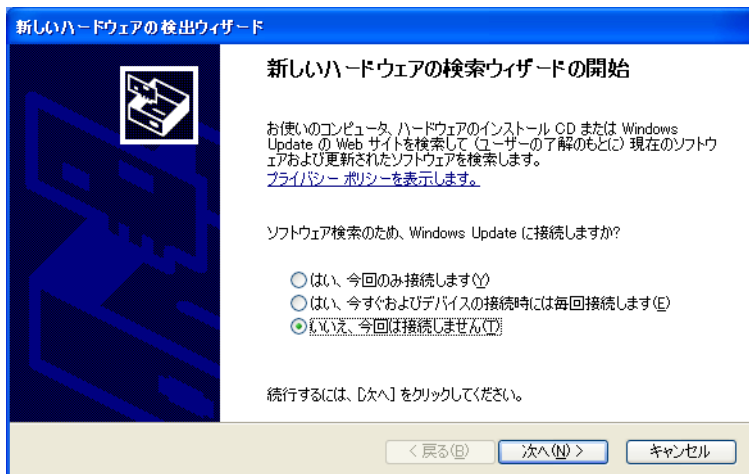 新しいハードウェアの検出ウィザード
新しいハードウェアの検索ウィザードの開始
お使いのコンピュータ、ハードウェアのインストール CD または Windows
Update の Web サイトを検索して (ユーザーの了解のもとに) 現在のソフトウ
ェアおよび更新されたソフトウェアを検索します。
プライバシー ポリシーを表示します。
ソフトウェア検索のため、Windows Update に接続しますか?
はい、今回のみ接続します(Y)
はい、今すぐおよびデバイスの接続時には毎回接続します(E)
いいえ、今回は接続しません(T)
続行するには、[次へ] をクリックしてください。
< 戻る(B) 次へ(N) > キャンセル